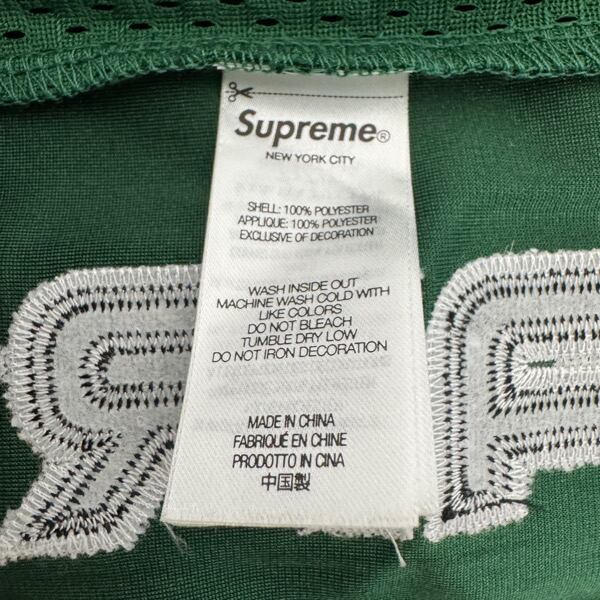 Supreme®
NEW YORK CITY
SHELL: 100% POLYESTER
APPLIQUE: 100% POLYESTER
EXCLUSIVE OF DECORATION
WASH INSIDE OUT
MACHINE WASH COLD WITH
LIKE COLORS
DO NOT BLEACH
TUMBLE DRY LOW
DO NOT IRON DECORATION
MADE IN CHINA
FABRIQUÉ EN CHINE
PRODOTTO IN CINA
中国製